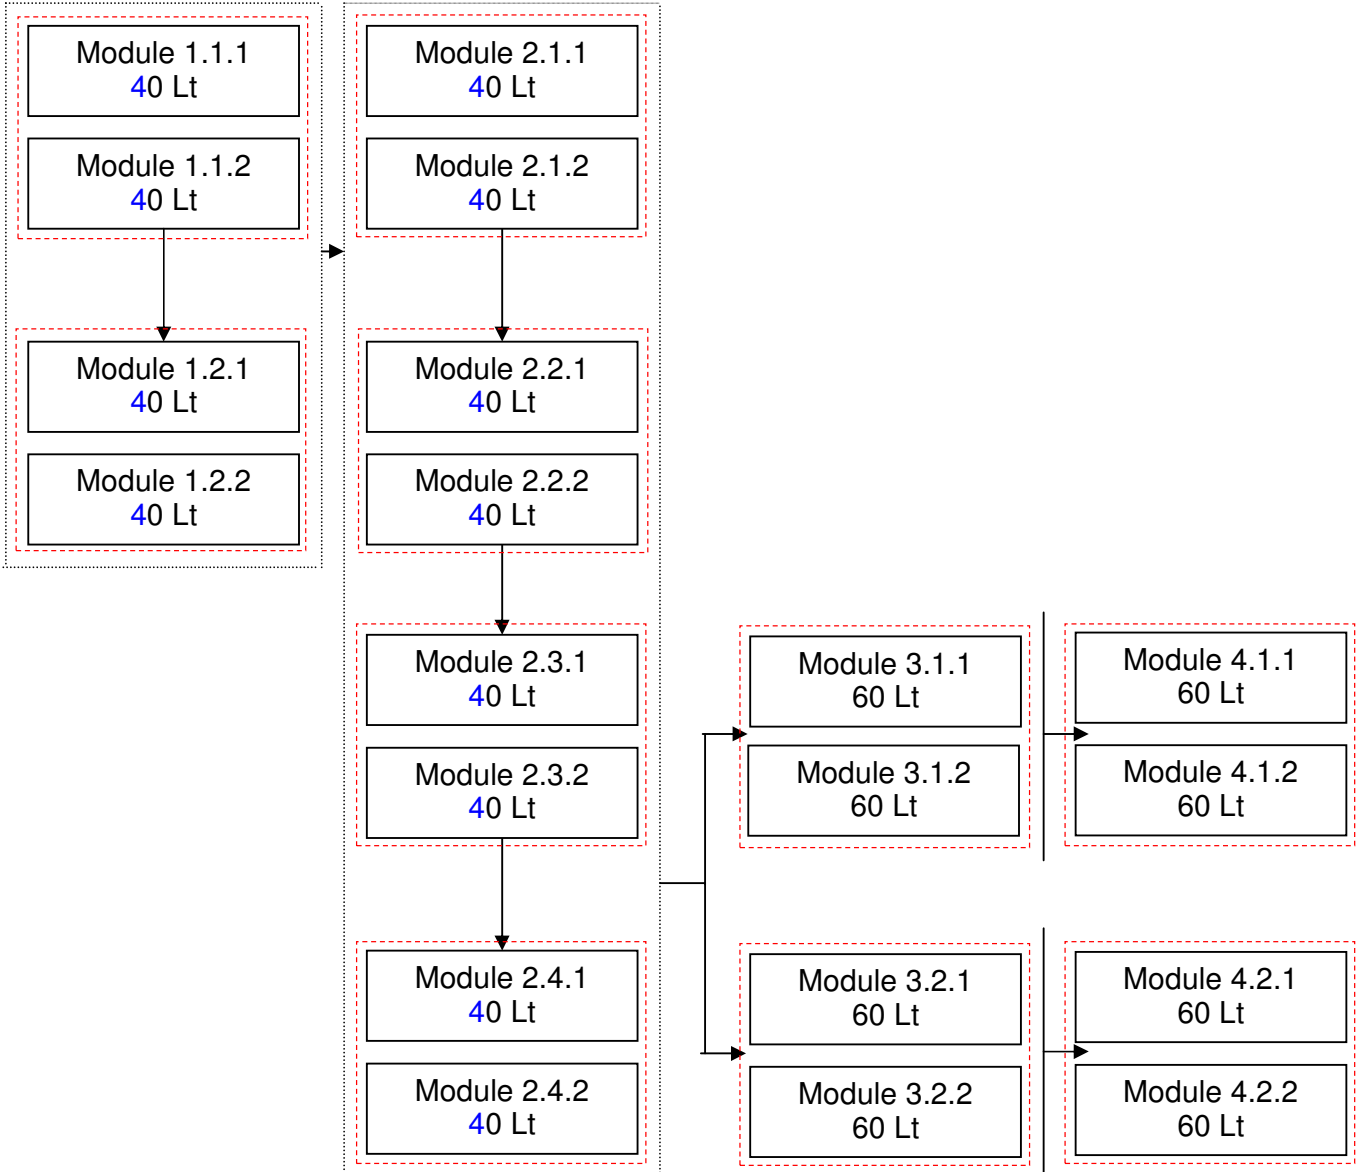 Module 1.1.1
40 Lt
Module 1.1.2
40 Lt
Module 1.2.1
40 Lt
Module 1.2.2
40 Lt
Module 2.1.1
40 Lt
Module 2.1.2
40 Lt
Module 2.2.1
40 Lt
Module 2.2.2
40 Lt
Module 2.3.1
40 Lt
Module 2.3.2
40 Lt
Module 2.4.1
40 Lt
Module 2.4.2
40 Lt
Module 3.1.1
60 Lt
Module 3.1.2
60 Lt
Module 3.2.1
60 Lt
Module 3.2.2
60 Lt
Module 4.1.1
60 Lt
Module 4.1.2
60 Lt
Module 4.2.1
60 Lt
Module 4.2.2
60 Lt